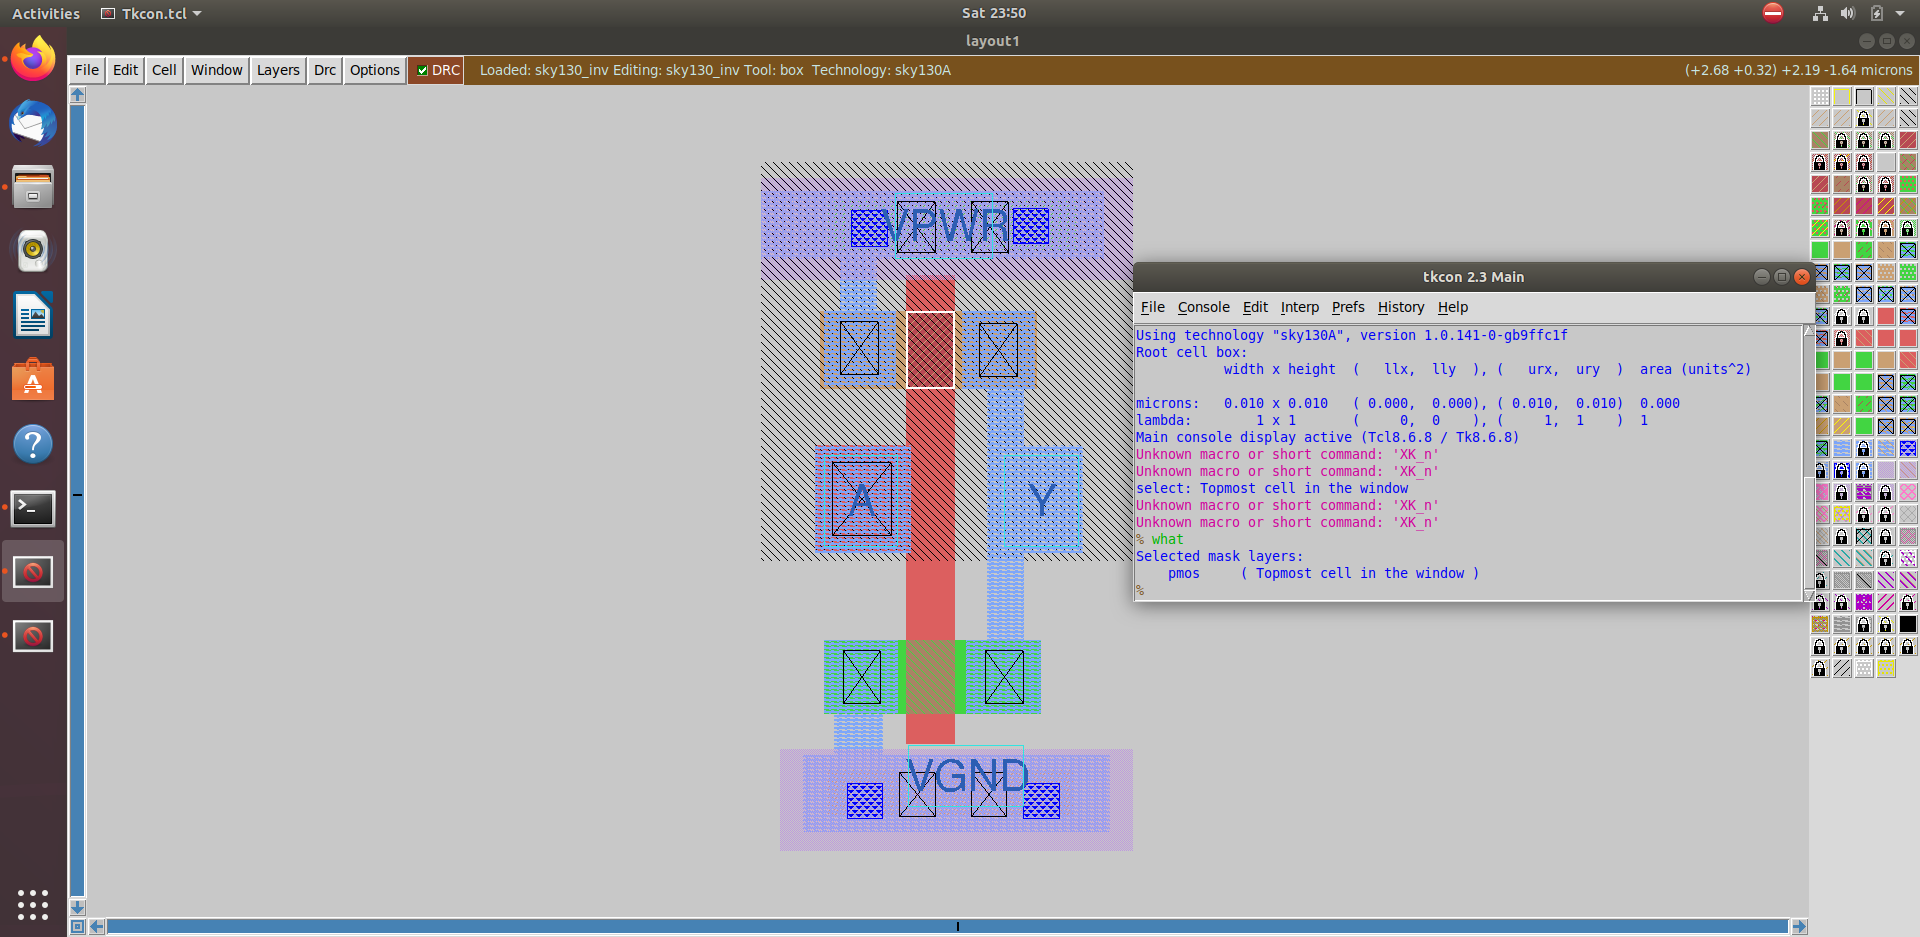 Activities Tkcon.tcl Sat 23:50
layout1
File Edit Cell Window Layers Drc Options DRC Loaded: sky130_inv Editing: sky130_inv Tool: box Technology: sky130A (+2.68 +0.32) +2.19 -1.64 microns
VPWR
A
Y
VGND
tkcon 2.3 Main
File Console Edit Interp Prefs History Help
Using technology "sky130A", version 1.0.141-0-gb9ffc1f
Root cell box:
width x height ( llx, lly ), ( urx, ury ) area (units^2)
microns: 0.010 x 0.010 ( 0.000, 0.000), ( 0.010, 0.010) 0.000
lambda: 1 x 1 ( 0, 0 ), ( 1, 1 ) 1
Main console display active (Tcl8.6.8 / Tk8.6.8)
Unknown macro or short command: 'XK_n'
Unknown macro or short command: 'XK_n'
select: Topmost cell in the window
Unknown macro or short command: 'XK_n'
Unknown macro or short command: 'XK_n'
% what
Selected mask layers:
pmos ( Topmost cell in the window )
%